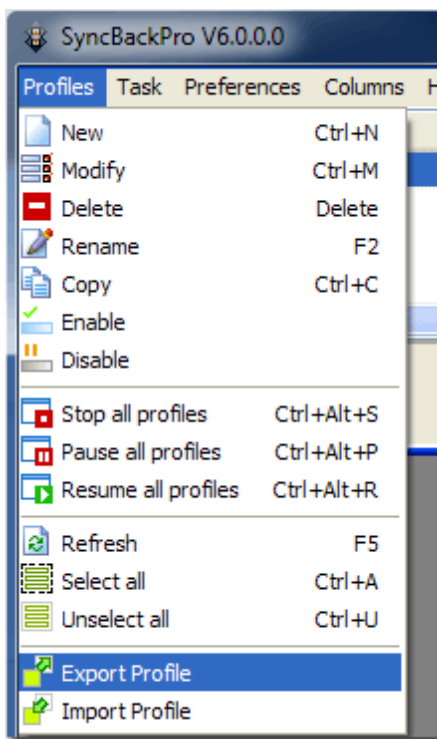 SyncBackPro V6.0.0.0
Profiles Task Preferences Columns H
New Ctrl+N
Modify Ctrl+M
Delete Delete
Rename F2
Copy Ctrl+C
Enable
Disable
Stop all profiles Ctrl+Alt+S
Pause all profiles Ctrl+Alt+P
Resume all profiles Ctrl+Alt+R
Refresh F5
Select all Ctrl+A
Unselect all Ctrl+U
Export Profile
Import Profile